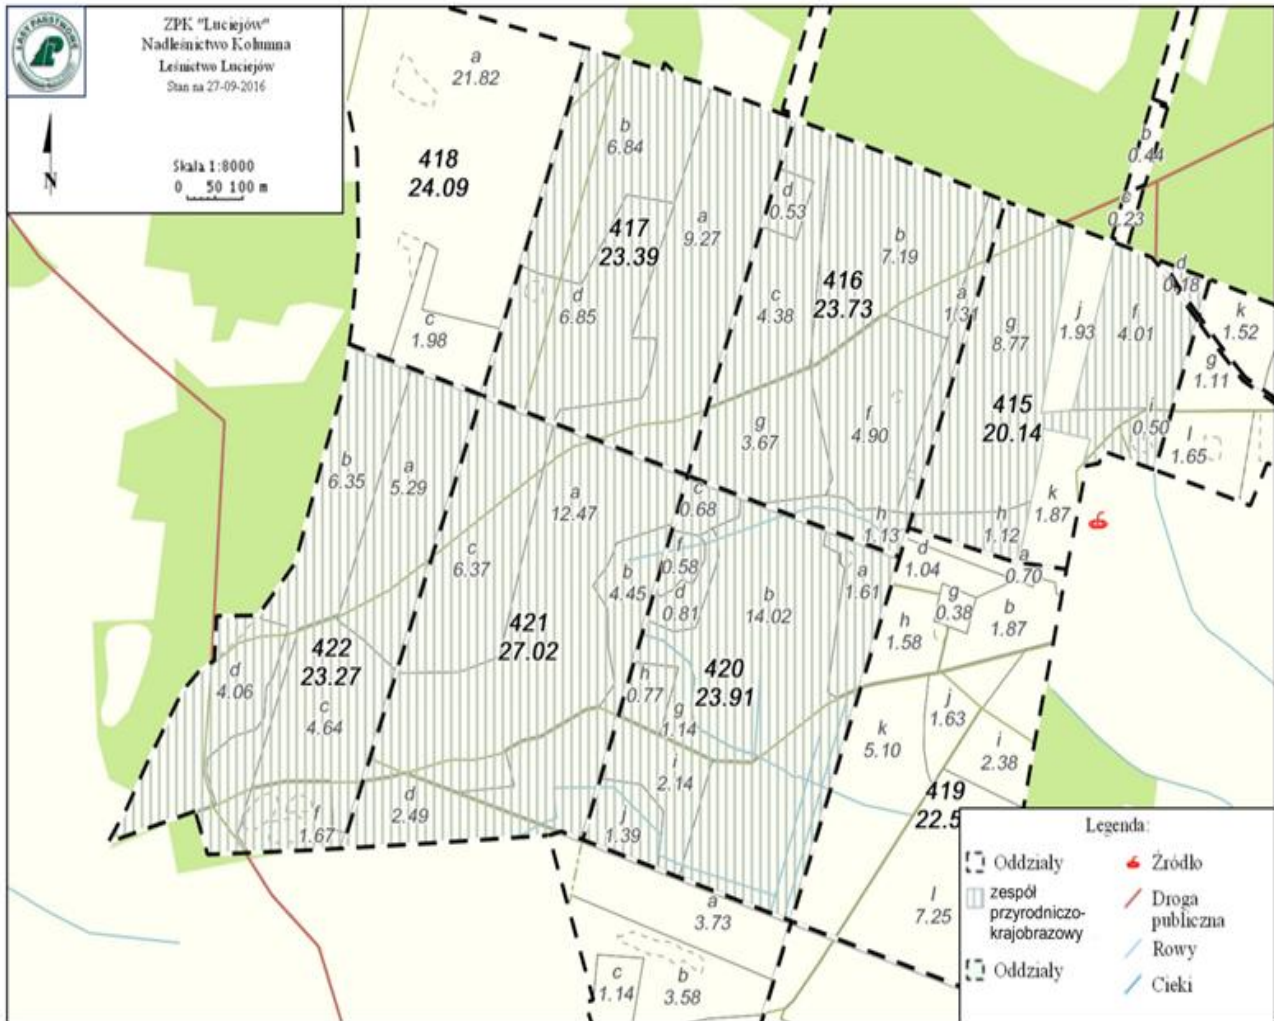 ZPK "Luciejów"
Nadleśnictwo Kolumna
Leśnictwo Luciejów
Stan na 27-09-2016
LASY PAŃSTWOWE
N
Skala 1:8000
0 50 100 m
a
21.82
418
24.09
c
1.98
b
6.84
417
23.39
a
9.27
d
6.85
d
0.53
b
7.19
416
23.73
c
4.38
a
1.31
g
3.67
f
4.90
h
1.13
b
0.44
c
0.23
d
0.18
k
1.52
g
1.11
j
1.93
f
4.01
g
8.77
415
20.14
i
0.50
l
1.65
k
1.87
h
1.12
b
6.35
a
5.29
d
4.06
422
23.27
c
4.64
f
1.67
a
12.47
c
6.37
b
4.45
421
27.02
d
2.49
c
0.68
f
0.58
d
0.81
b
14.02
a
1.61
h
0.77
420
23.91
g
1.14
i
2.14
j
1.39
d
1.04
a
0.70
g
0.38
b
1.87
h
1.58
k
5.10
j
1.63
i
2.38
419
22.5
l
7.25
a
3.73
c
1.14
b
3.58
Legenda:
Oddziały
zespół
przyrodniczo-
krajobrazowy
Oddziały
Źródło
Droga
publiczna
Rowy
Cieki